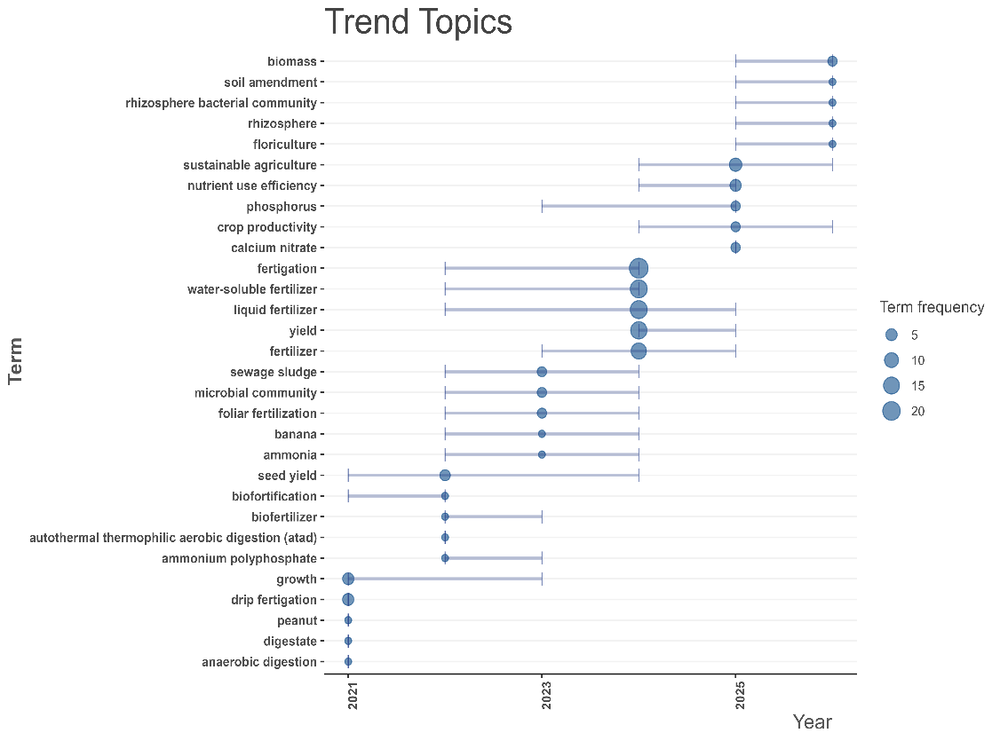 Trend Topics
Term
biomass
soil amendment
rhizosphere bacterial community
rhizosphere
floriculture
sustainable agriculture
nutrient use efficiency
phosphorus
crop productivity
calcium nitrate
fertigation
water-soluble fertilizer
liquid fertilizer
yield
fertilizer
sewage sludge
microbial community
foliar fertilization
banana
ammonia
seed yield
biofortification
biofertilizer
autothermal thermophilic aerobic digestion (atad)
ammonium polyphosphate
growth
drip fertigation
peanut
digestate
anaerobic digestion
2021
2023
2025
Year
Term frequency
5
10
15
20